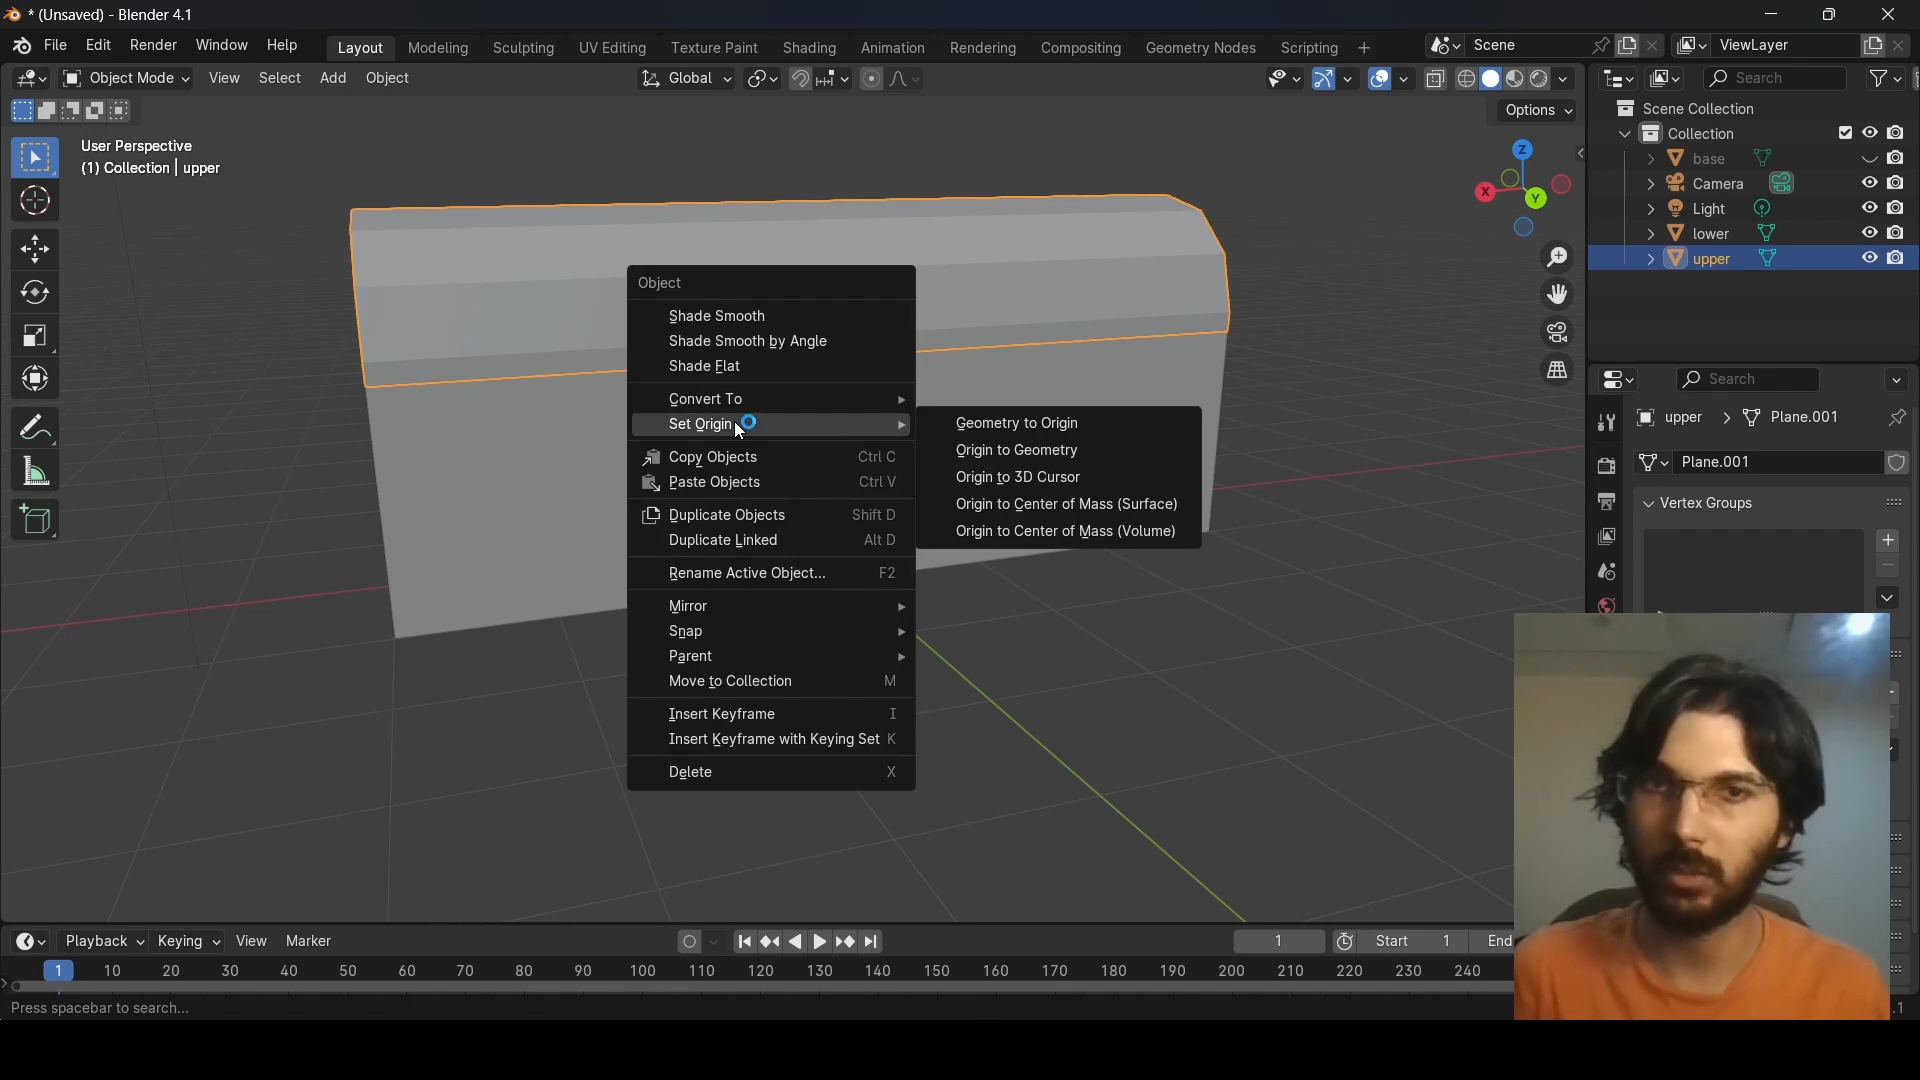 * (Unsaved) - Blender 4.1
File Edit Render Window Help
Layout Modeling Sculpting UV Editing Texture Paint Shading Animation Rendering Compositing Geometry Nodes Scripting +
Scene
ViewLayer
Object Mode View Select Add Object
Global
Search
Options
User Perspective
(1) Collection | upper
Z
X
Y
Scene Collection
Collection
base
Camera
Light
lower
upper
Search
upper > Plane.001
Plane.001
Vertex Groups
Object
Shade Smooth
Shade Smooth by Angle
Shade Flat
Convert To
Set Origin
Copy Objects Ctrl C
Paste Objects Ctrl V
Duplicate Objects Shift D
Duplicate Linked Alt D
Rename Active Object... F2
Mirror
Snap
Parent
Move to Collection M
Insert Keyframe I
Insert Keyframe with Keying Set K
Delete X
Geometry to Origin
Origin to Geometry
Origin to 3D Cursor
Origin to Center of Mass (Surface)
Origin to Center of Mass (Volume)
Playback Keying View Marker
1
Start 1 End
1 10 20 30 40 50 60 70 80 90 100 110 120 130 140 150 160 170 180 190 200 210 220 230 240
Press spacebar to search...
.1